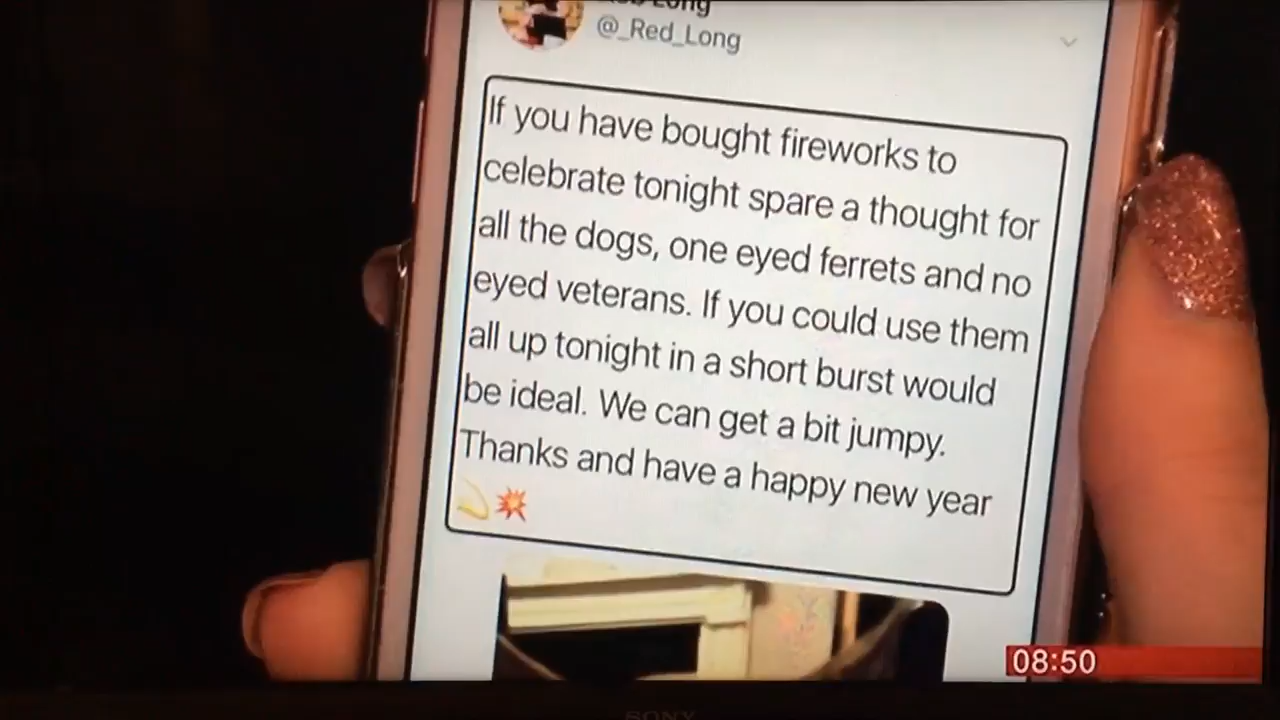 Long
@_Red_Long
If you have bought fireworks to
celebrate tonight spare a thought for
all the dogs, one eyed ferrets and no
eyed veterans. If you could use them
all up tonight in a short burst would
be ideal. We can get a bit jumpy.
Thanks and have a happy new year
💫💥
08:50
SONY